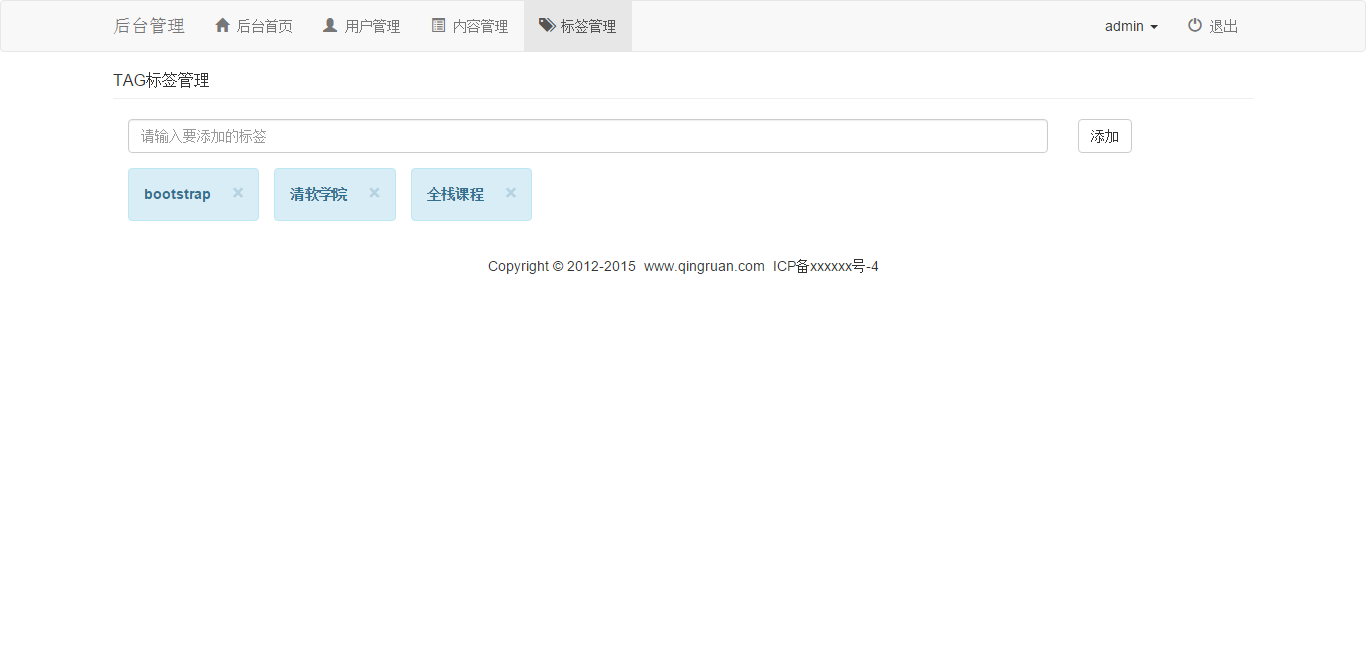 后台管理 后台首页 用户管理 内容管理 标签管理 admin 退出
TAG标签管理
请输入要添加的标签 添加
bootstrap × 清软学院 × 全栈课程 ×
Copyright © 2012-2015 www.qingruan.com ICP备xxxxxx号-4